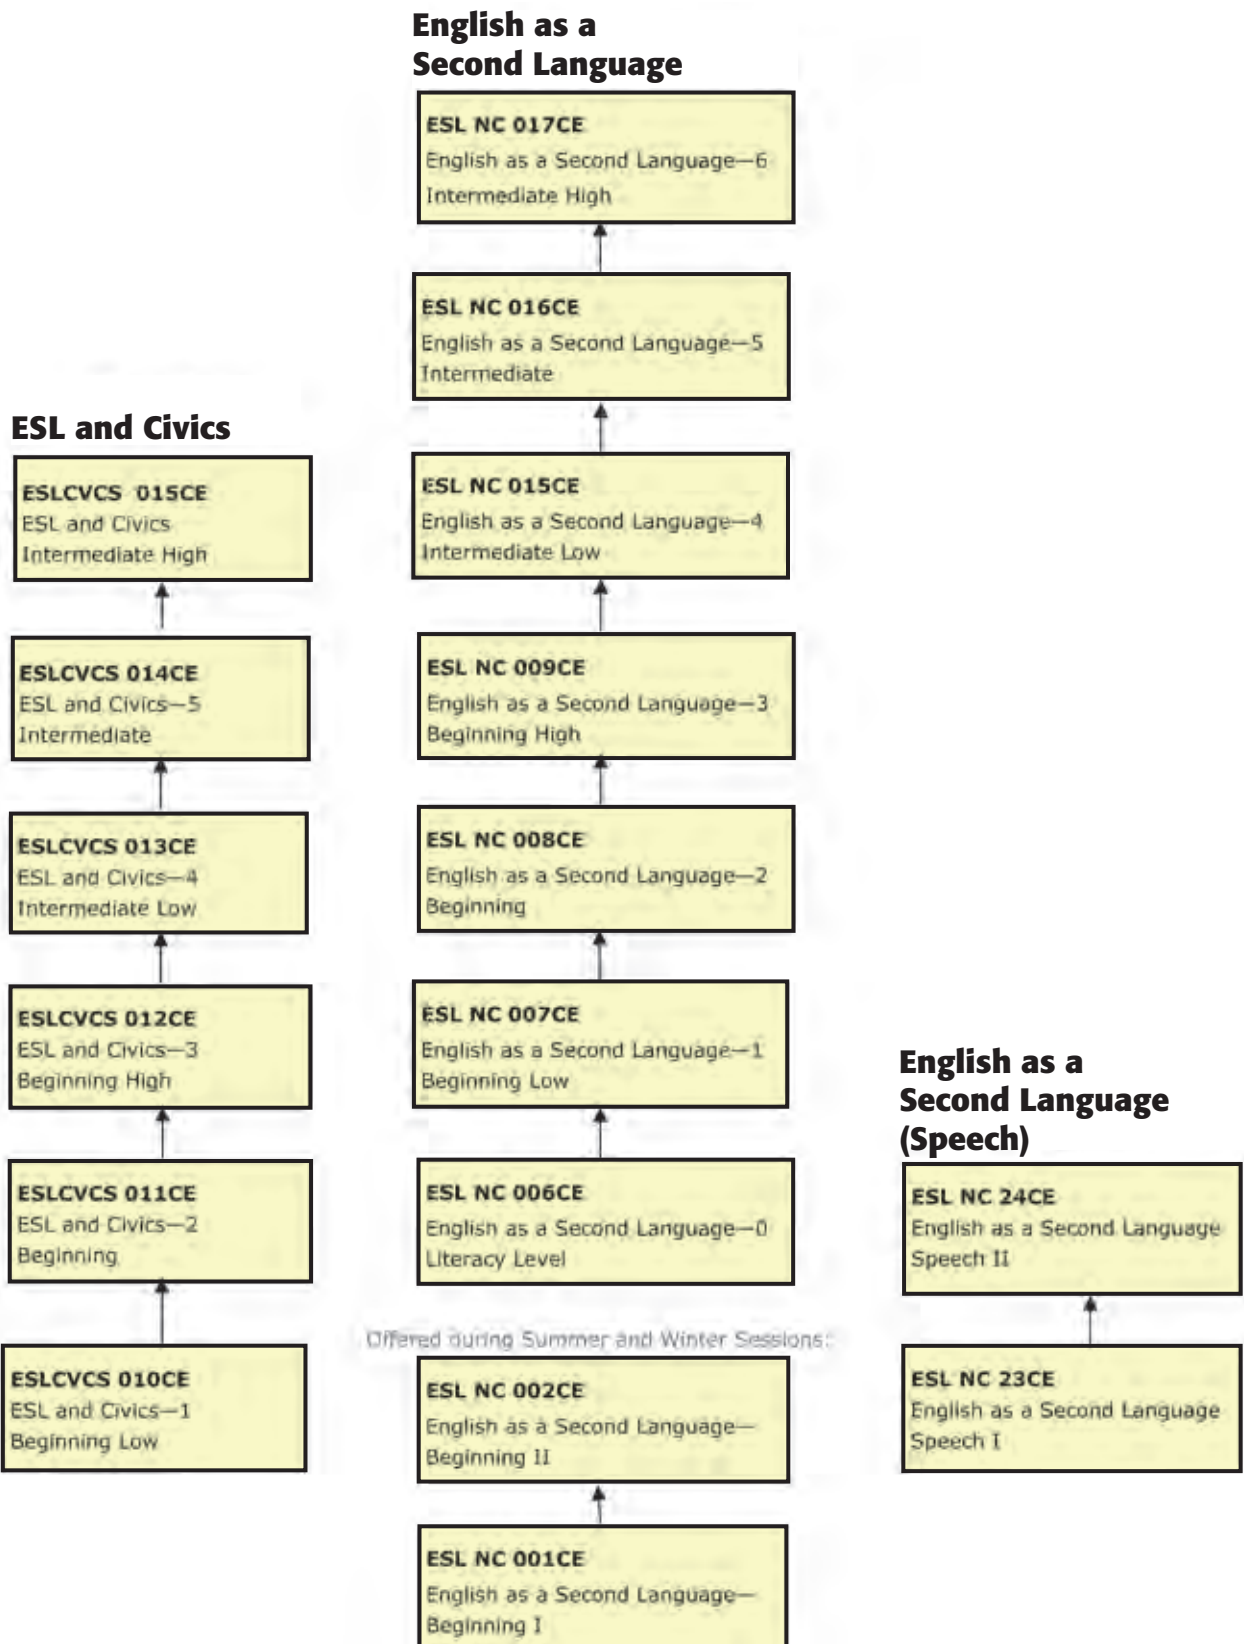 English as a
Second Language
ESL NC 017CE
English as a Second Language—6
Intermediate High
ESL NC 016CE
English as a Second Language—5
Intermediate
ESL NC 015CE
English as a Second Language—4
Intermediate Low
ESL NC 009CE
English as a Second Language—3
Beginning High
ESL NC 008CE
English as a Second Language—2
Beginning
ESL NC 007CE
English as a Second Language—1
Beginning Low
ESL NC 006CE
English as a Second Language—0
Literacy Level
Offered during Summer and Winter Sessions:
ESL NC 002CE
English as a Second Language—
Beginning II
ESL NC 001CE
English as a Second Language—
Beginning I
ESL and Civics
ESLCVCS 015CE
ESL and Civics
Intermediate High
ESLCVCS 014CE
ESL and Civics—5
Intermediate
ESLCVCS 013CE
ESL and Civics—4
Intermediate Low
ESLCVCS 012CE
ESL and Civics—3
Beginning High
ESLCVCS 011CE
ESL and Civics—2
Beginning
ESLCVCS 010CE
ESL and Civics—1
Beginning Low
English as a
Second Language
(Speech)
ESL NC 24CE
English as a Second Language
Speech II
ESL NC 23CE
English as a Second Language
Speech I